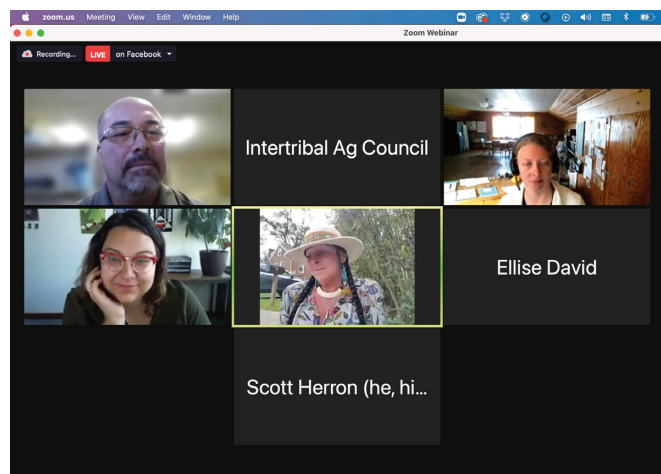 zoom.us Meeting View Edit Window Help
Zoom Webinar
Recording... LIVE on Facebook
Intertribal Ag Council
Ellise David
Scott Herron (he, hi...